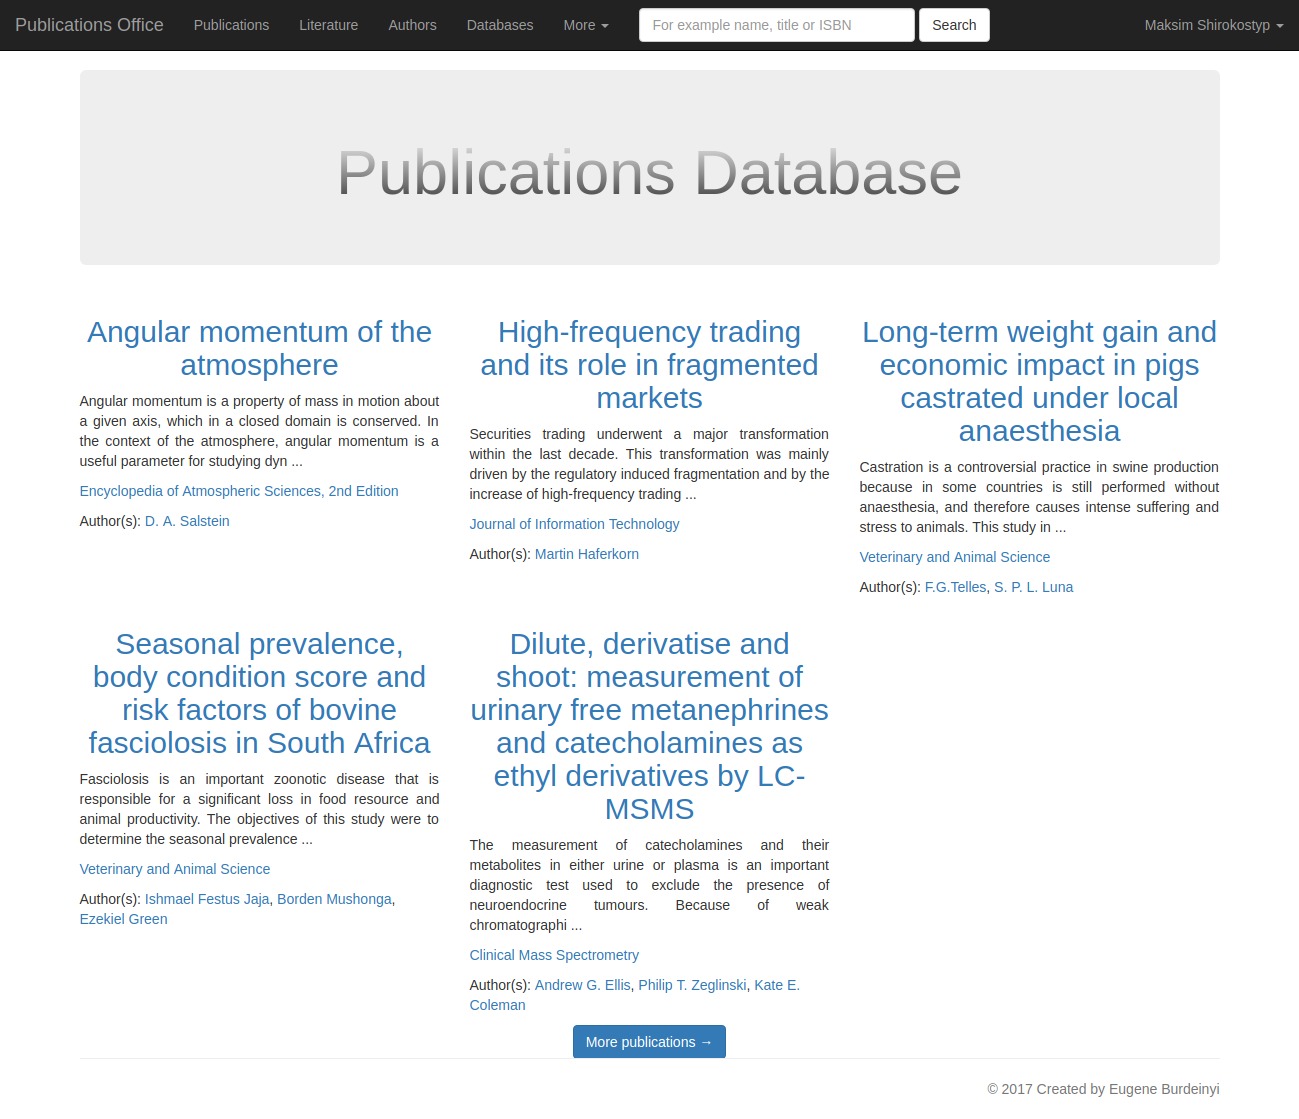 Publications Office Publications Literature Authors Databases More For example name, title or ISBN Search Maksim Shirokostyp
Publications Database
Angular momentum of the
atmosphere
Angular momentum is a property of mass in motion about
a given axis, which in a closed domain is conserved. In
the context of the atmosphere, angular momentum is a
useful parameter for studying dyn ...
Encyclopedia of Atmospheric Sciences, 2nd Edition
Author(s): D. A. Salstein
High-frequency trading
and its role in fragmented
markets
Securities trading underwent a major transformation
within the last decade. This transformation was mainly
driven by the regulatory induced fragmentation and by the
increase of high-frequency trading ...
Journal of Information Technology
Author(s): Martin Haferkorn
Long-term weight gain and
economic impact in pigs
castrated under local
anaesthesia
Castration is a controversial practice in swine production
because in some countries is still performed without
anaesthesia, and therefore causes intense suffering and
stress to animals. This study in ...
Veterinary and Animal Science
Author(s): F.G.Telles, S. P. L. Luna
Seasonal prevalence,
body condition score and
risk factors of bovine
fasciolosis in South Africa
Fasciolosis is an important zoonotic disease that is
responsible for a significant loss in food resource and
animal productivity. The objectives of this study were to
determine the seasonal prevalence ...
Veterinary and Animal Science
Author(s): Ishmael Festus Jaja, Borden Mushonga,
Ezekiel Green
Dilute, derivatise and
shoot: measurement of
urinary free metanephrines
and catecholamines as
ethyl derivatives by LC-
MSMS
The measurement of catecholamines and their
metabolites in either urine or plasma is an important
diagnostic test used to exclude the presence of
neuroendocrine tumours. Because of weak
chromatographi ...
Clinical Mass Spectrometry
Author(s): Andrew G. Ellis, Philip T. Zeglinski, Kate E.
Coleman
More publications →
© 2017 Created by Eugene Burdeinyi